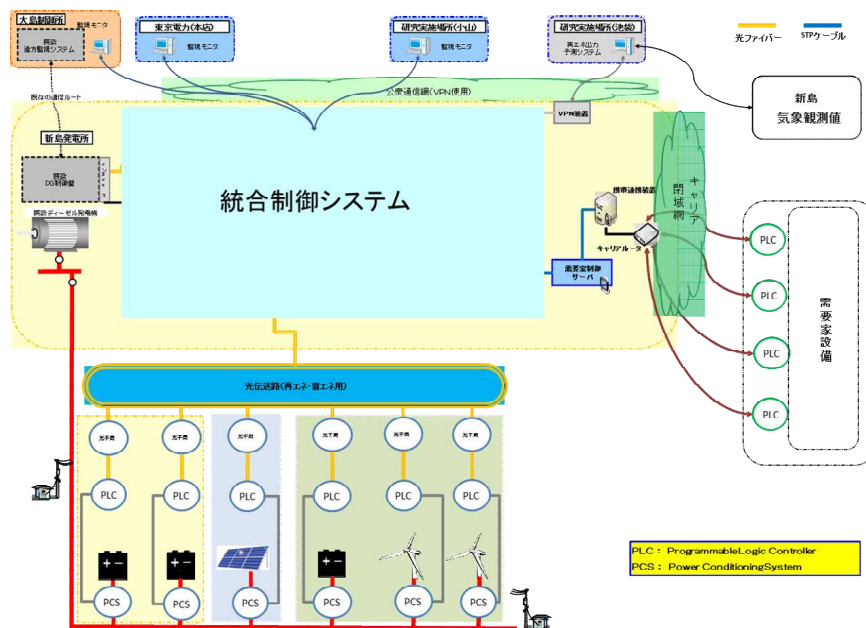 大島制御所
監視モニタ
既設
遠方監視システム
東京電力(本店)
監視モニタ
研究実施場所(小山)
監視モニタ
研究実施場所(池袋)
再エネ出力
予測システム
光ファイバー
STPケーブル
既存の通信ルート
公衆通信網(VPN使用)
VPN装置
新島
気象観測値
新島発電所
既設
DG制御盤
既設ディーゼル発電機
統合制御システム
携帯連携装置
キャリアルータ
需要家制御
サーバ
キャリア
閉域網
PLC
PLC
PLC
PLC
需要家設備
光伝送路(再エネ・蓄エネ用)
光子局
光子局
光子局
光子局
光子局
光子局
PLC
PLC
PLC
PLC
PLC
PLC
PCS
PCS
PCS
PCS
PCS
PCS
PLC： ProgrammableLogic Controller
PCS： Power ConditioningSystem